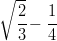 √(2/3) − 1/4